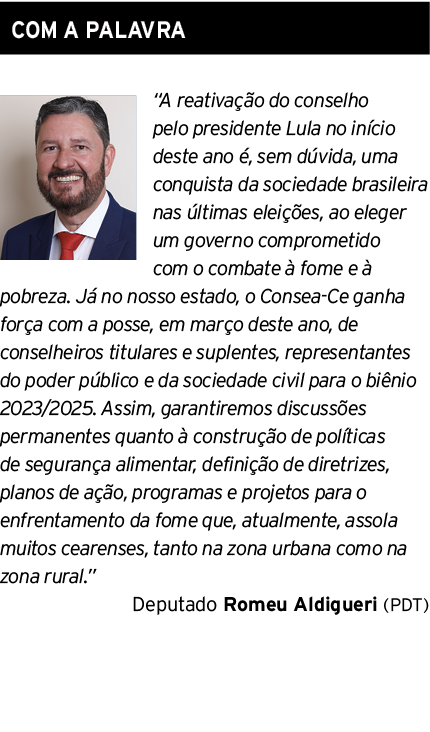 COM A PALAVRA
“A reativação do conselho
pelo presidente Lula no início
deste ano é, sem dúvida, uma
conquista da sociedade brasileira
nas últimas eleições, ao eleger
um governo comprometido
com o combate à fome e à
pobreza. Já no nosso estado, o Consea-Ce ganha
força com a posse, em março deste ano, de
conselheiros titulares e suplentes, representantes
do poder público e da sociedade civil para o biênio
2023/2025. Assim, garantiremos discussões
permanentes quanto à construção de políticas
de segurança alimentar, definição de diretrizes,
planos de ação, programas e projetos para o
enfrentamento da fome que, atualmente, assola
muitos cearenses, tanto na zona urbana como na
zona rural.”
Deputado Romeu Aldigueri (PDT)